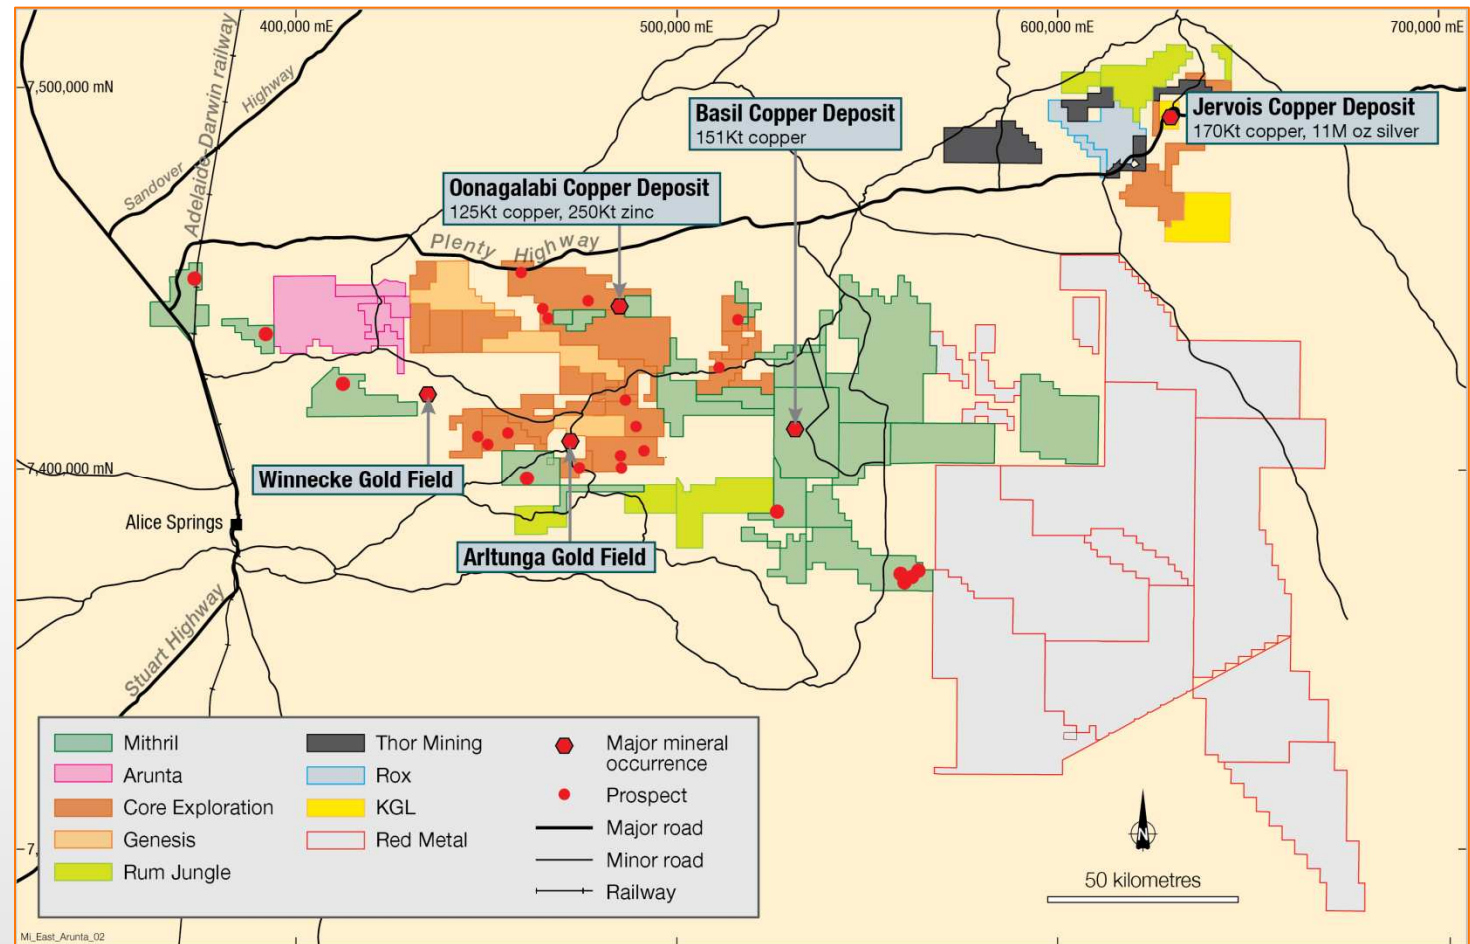 400,000 mE
500,000 mE
600,000 mE
700,000 mE
7,500,000 mN
Adelaide-Darwin railway
Sandover Highway
Basil Copper Deposit
151Kt copper
Jervois Copper Deposit
170Kt copper, 11M oz silver
Oonagalabi Copper Deposit
125Kt copper, 250Kt zinc
Plenty Highway
7,400,000 mN
Winnecke Gold Field
Alice Springs
Arltunga Gold Field
Stuart Highway
Mithril
Arunta
Core Exploration
Genesis
Rum Jungle
Thor Mining
Rox
KGL
Red Metal
Major mineral
occurrence
Prospect
Major road
Minor road
Railway
7,
N
50 kilometres
Mi_East_Arunta_02